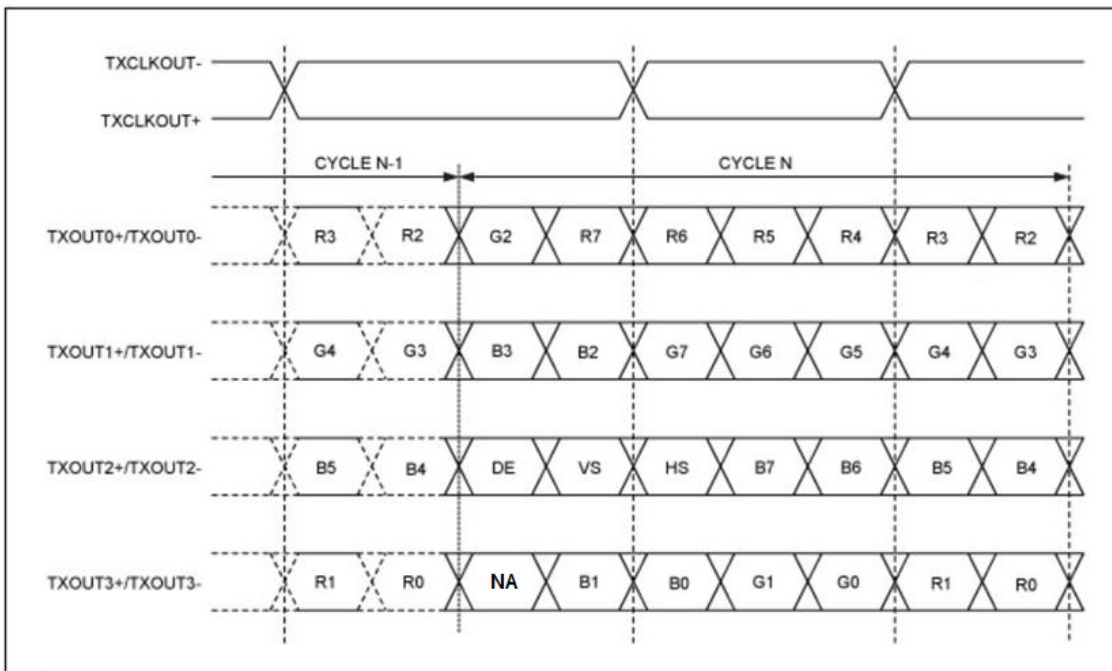 TXCLKOUT-
TXCLKOUT+
CYCLE N-1 CYCLE N
TXOUT0+/TXOUT0- R3 R2 G2 R7 R6 R5 R4 R3 R2
TXOUT1+/TXOUT1- G4 G3 B3 B2 G7 G6 G5 G4 G3
TXOUT2+/TXOUT2- B5 B4 DE VS HS B7 B6 B5 B4
TXOUT3+/TXOUT3- R1 R0 NA B1 B0 G1 G0 R1 R0